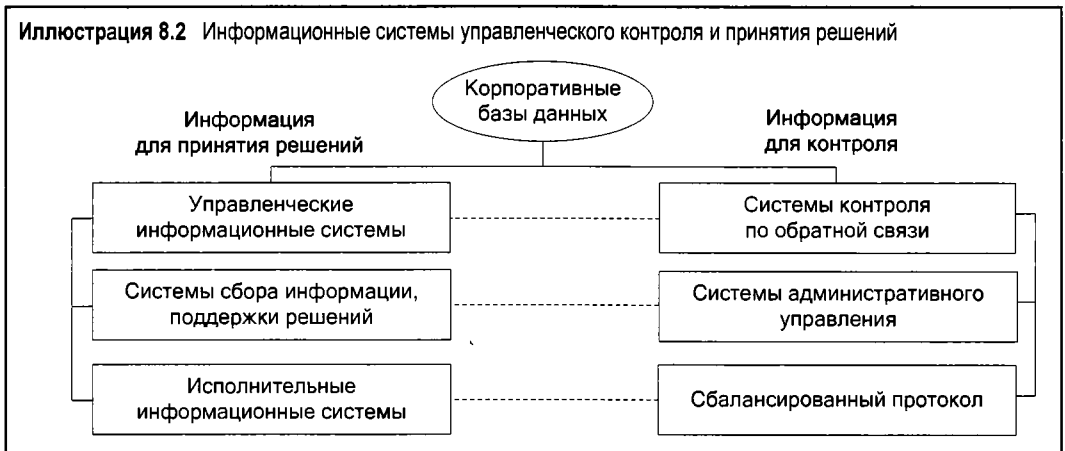 Иллюстрация 8.2 Информационные системы управленческого контроля и принятия решений
Корпоративные
базы данных
Информация
для принятия решений
Информация
для контроля
Управленческие
информационные системы
Системы контроля
по обратной связи
Системы сбора информации,
поддержки решений
Системы административного
управления
Исполнительные
информационные системы
Сбалансированный протокол